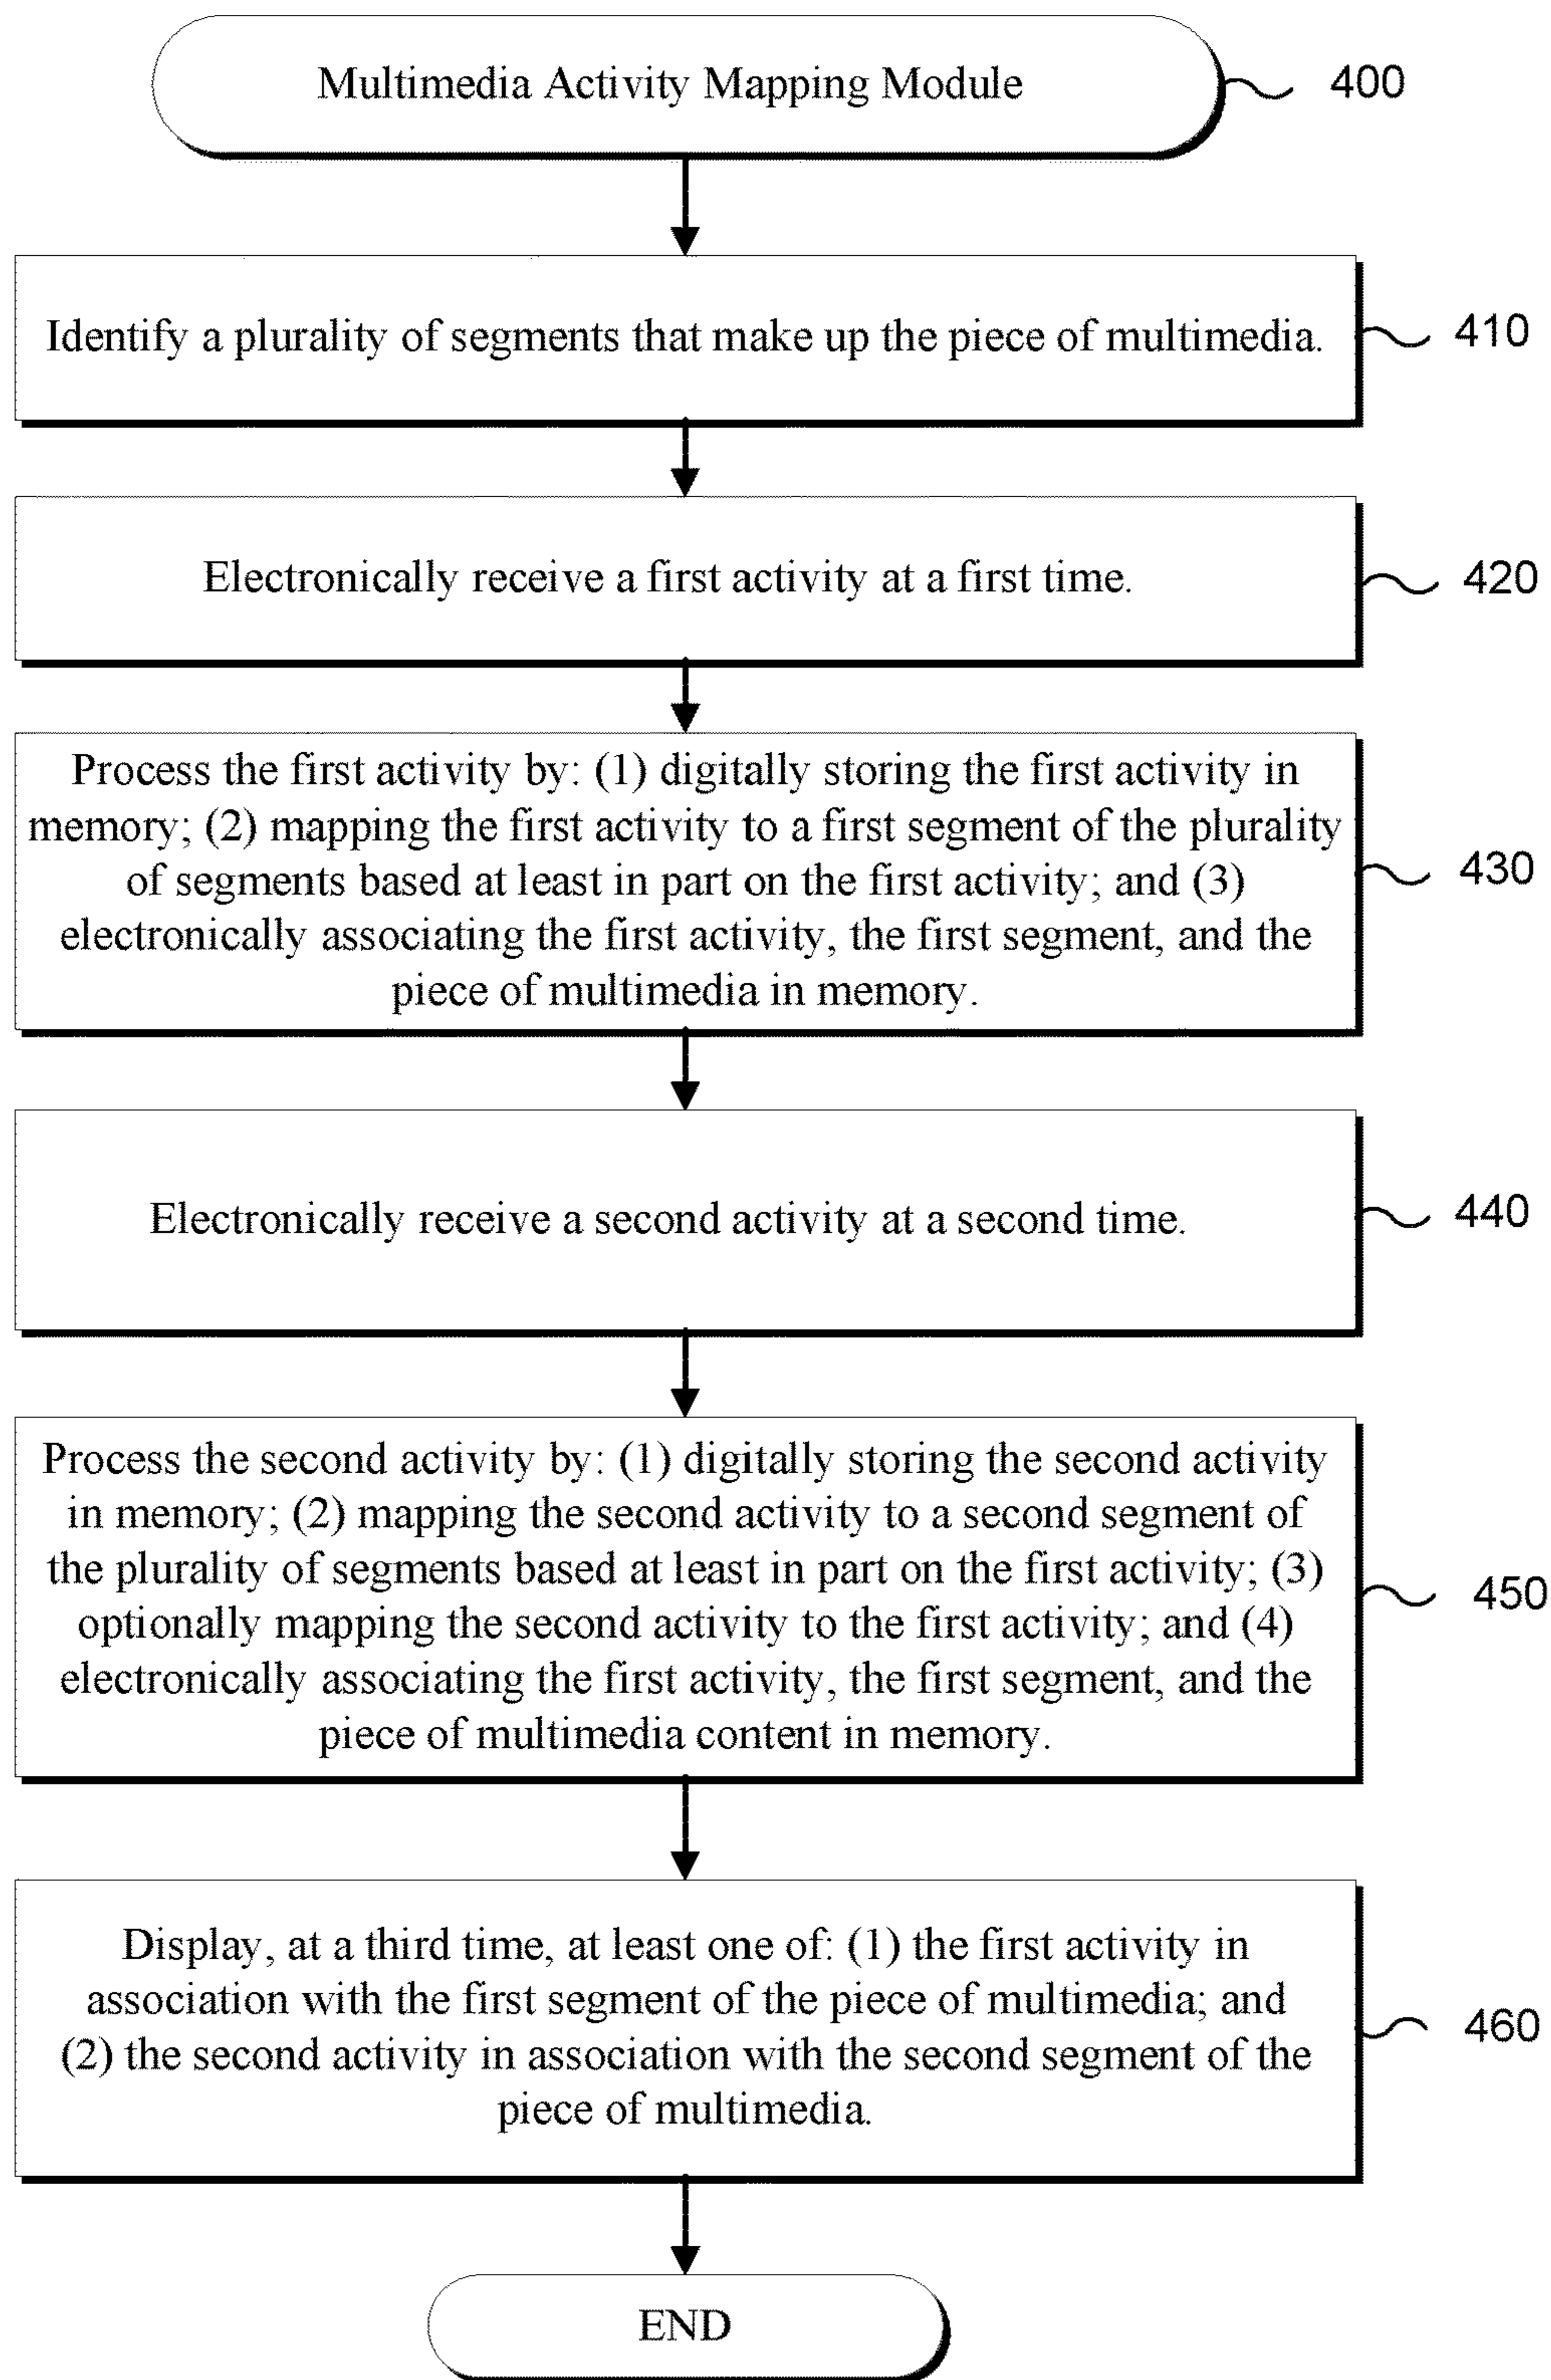 Multimedia Activity Mapping Module
400
Identify a plurality of segments that make up the piece of multimedia.
410
Electronically receive a first activity at a first time.
420
Process the first activity by: (1) digitally storing the first activity in
memory; (2) mapping the first activity to a first segment of the plurality
of segments based at least in part on the first activity; and (3)
electronically associating the first activity, the first segment, and the
piece of multimedia in memory.
430
Electronically receive a second activity at a second time.
440
Process the second activity by: (1) digitally storing the second activity
in memory; (2) mapping the second activity to a second segment of
the plurality of segments based at least in part on the first activity; (3)
optionally mapping the second activity to the first activity; and (4)
electronically associating the first activity, the first segment, and the
piece of multimedia content in memory.
450
Display, at a third time, at least one of: (1) the first activity in
association with the first segment of the piece of multimedia; and
(2) the second activity in association with the second segment of the
piece of multimedia.
460
END